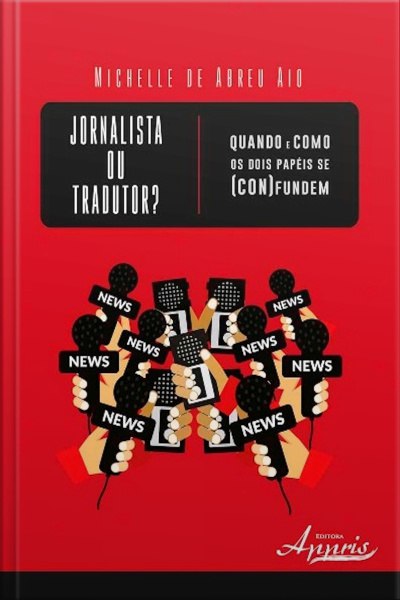 MICHELLE DE ABREU AIO
JORNALISTA
OU
TRADUTOR?
QUANDO E COMO
OS DOIS PAPÉIS SE
(CON)FUNDEM
NEWS
NEWS
NEWS
NEWS
NEWS
NEWS
NEWS
NEWS
EDITORA
Appris